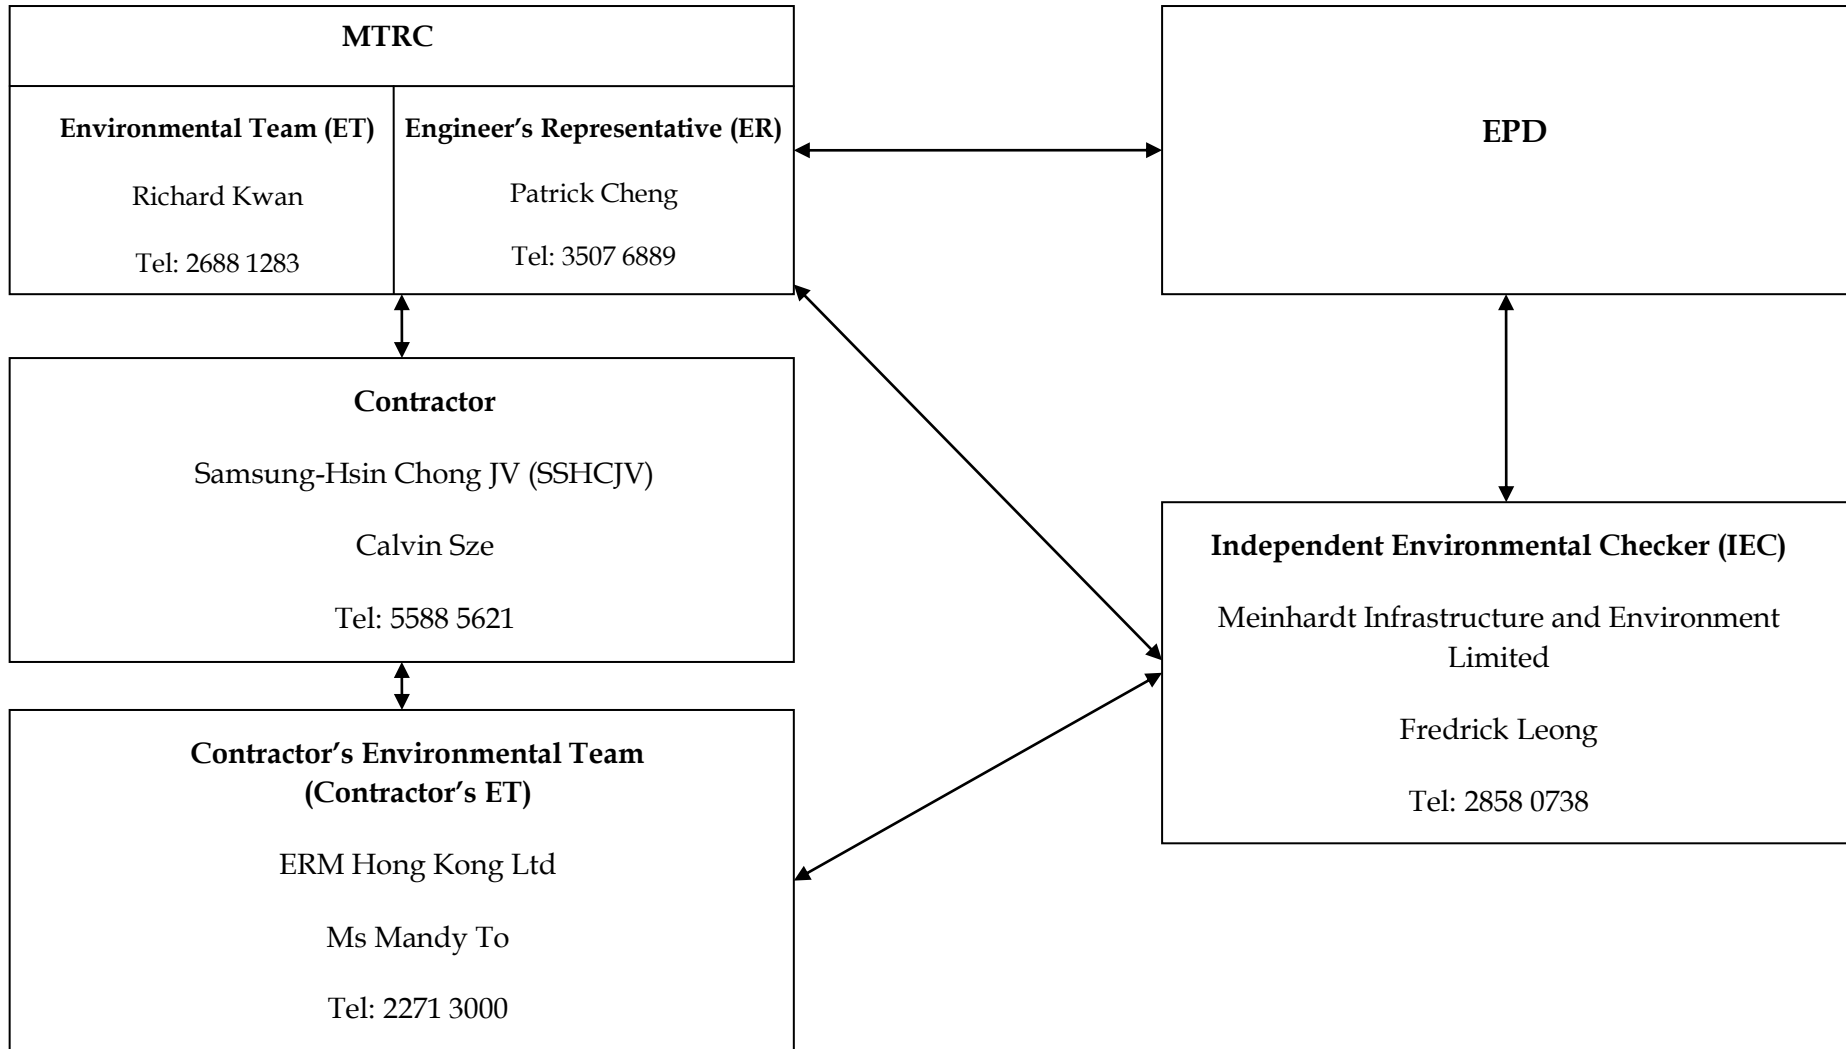 MTRC
Environmental Team (ET)
Richard Kwan
Tel: 2688 1283
Engineer’s Representative (ER)
Patrick Cheng
Tel: 3507 6889
EPD
Contractor
Samsung-Hsin Chong JV (SSHCJV)
Calvin Sze
Tel: 5588 5621
Independent Environmental Checker (IEC)
Meinhardt Infrastructure and Environment
Limited
Fredrick Leong
Tel: 2858 0738
Contractor’s Environmental Team
(Contractor’s ET)
ERM Hong Kong Ltd
Ms Mandy To
Tel: 2271 3000